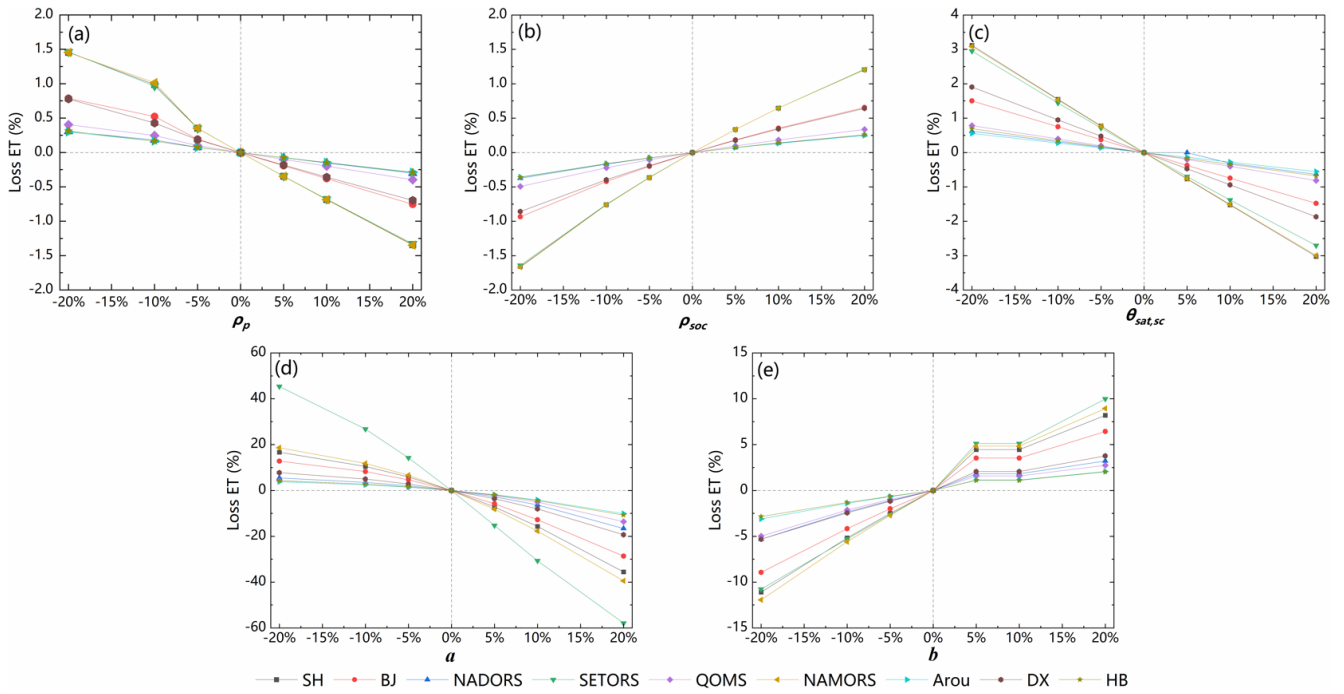 (a)
2.0
1.5
1.0
0.5
0.0
-0.5
-1.0
-1.5
2.0
Loss ET (%)
-20% -15% -10% -5% 0% 5% 10% 15% 20%
ρp
(b)
2.0
1.5
1.0
0.5
0.0
-0.5
-1.0
-1.5
-2.0
Loss ET (%)
-20% -15% -10% -5% 0% 5% 10% 15% 20%
ρsoc
(c)
4
3
2
1
0
-1
-2
-3
-4
Loss ET (%)
-20% -15% -10% -5% 0% 5% 10% 15% 20%
θsat,sc
(d)
60
40
20
0
-20
-40
-60
Loss ET (%)
-20% -15% -10% -5% 0% 5% 10% 15% 20%
a
(e)
15
10
5
0
-5
-10
-15
Loss ET (%)
-20% -15% -10% -5% 0% 5% 10% 15% 20%
b
SH BJ NADORS SETORS QOMS NAMORS Arou DX HB